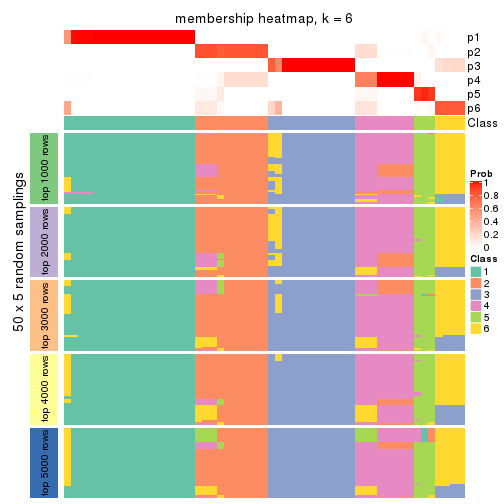 membership heatmap, k = 6
p1
p2
p3
p4
p5
p6
Class
50 x 5 random samplings
top 1000 rows
top 2000 rows
top 3000 rows
top 4000 rows
top 5000 rows
Prob
1
0.8
0.6
0.4
0.2
0
Class
1
2
3
4
5
6